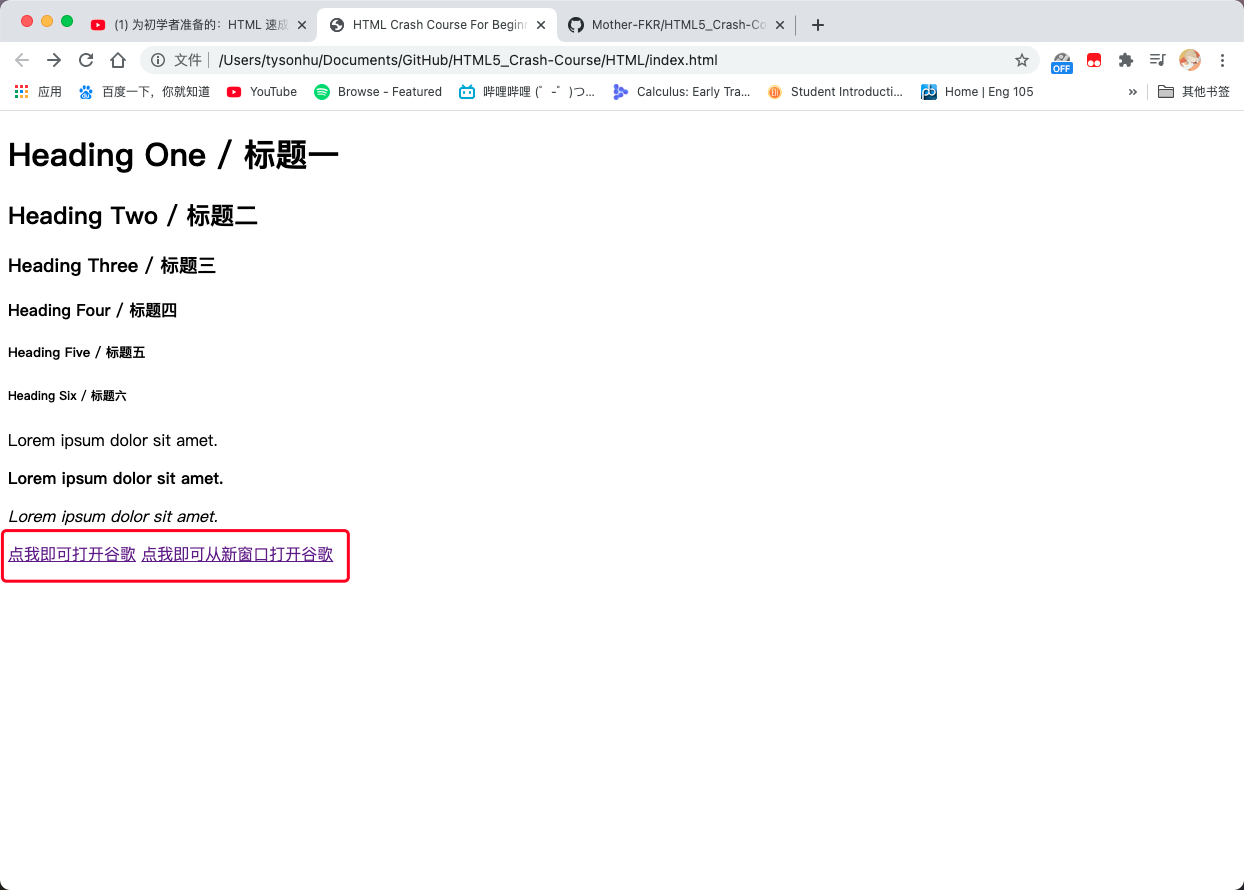 (1) 为初学者准备的：HTML 速成
HTML Crash Course For Begin
Mother-FKR/HTML5_Crash-Co
文件 /Users/tysonhu/Documents/GitHub/HTML5_Crash-Course/HTML/index.html
OFF
应用 百度一下，你就知道 YouTube Browse - Featured 哔哩哔哩 (゜-゜)つ... Calculus: Early Tra... Student Introducti... Home | Eng 105 » 其他书签
Heading One / 标题一
Heading Two / 标题二
Heading Three / 标题三
Heading Four / 标题四
Heading Five / 标题五
Heading Six / 标题六
Lorem ipsum dolor sit amet.
Lorem ipsum dolor sit amet.
Lorem ipsum dolor sit amet.
点我即可打开谷歌 点我即可从新窗口打开谷歌